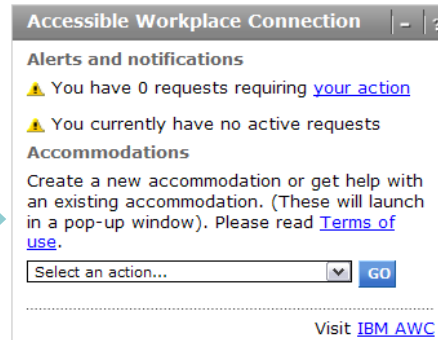 Accessible Workplace Connection
Alerts and notifications
You have 0 requests requiring your action
You currently have no active requests
Accommodations
Create a new accommodation or get help with
an existing accommodation. (These will launch
in a pop-up window). Please read Terms of
use.
Select an action... GO
Visit IBM AWC